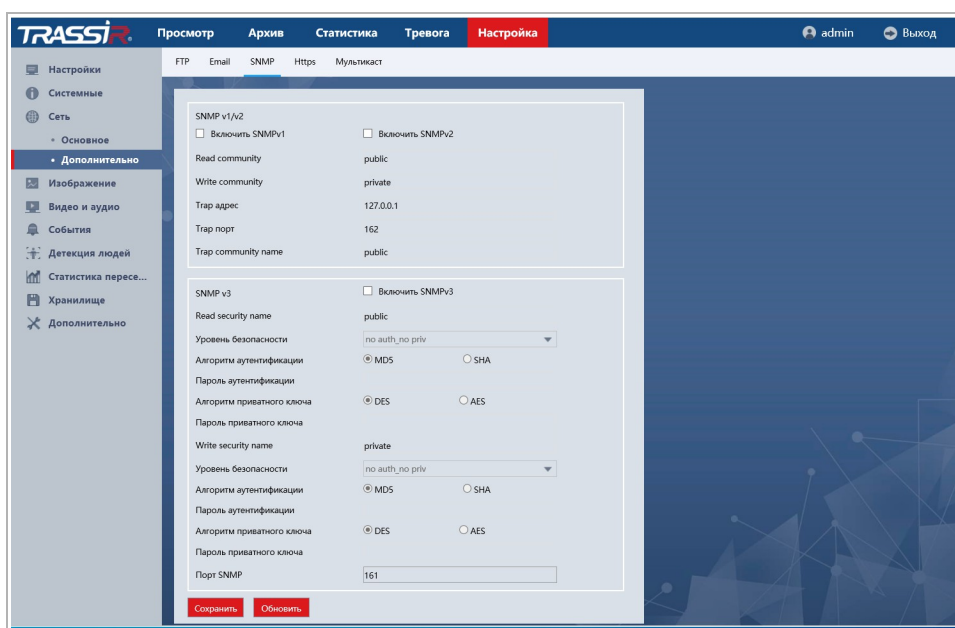 TRASSIR Просмотр Архив Статистика Тревога Настройка admin Выход
FTP Email SNMP Https Мультикаст
Настройки
Системные
Сеть
Основное
Дополнительно
Изображение
Видео и аудио
События
Детекция людей
Статистика пересе...
Хранилище
Дополнительно
SNMP v1/v2
Включить SNMPv1 Включить SNMPv2
Read community public
Write community private
Trap адрес 127.0.0.1
Trap порт 162
Trap community name public
SNMP v3 Включить SNMPv3
Read security name public
Уровень безопасности no auth_no priv
Алгоритм аутентификации MD5 SHA
Пароль аутентификации
Алгоритм приватного ключа DES AES
Пароль приватного ключа
Write security name private
Уровень безопасности no auth_no priv
Алгоритм аутентификации MD5 SHA
Пароль аутентификации
Алгоритм приватного ключа DES AES
Пароль приватного ключа
Порт SNMP 161
Сохранить Обновить